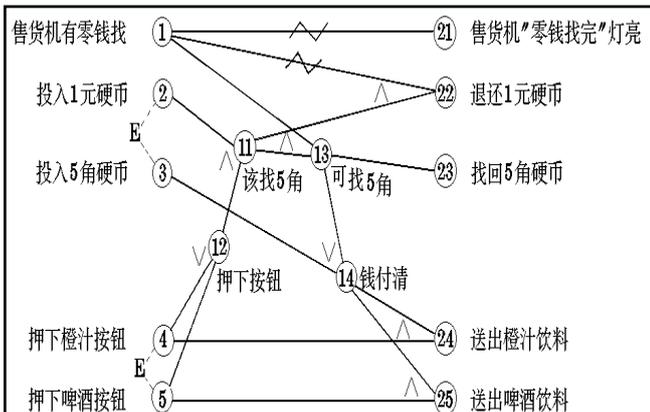 售货机有零钱找 1 21 售货机"零钱找完"灯亮
投入1元硬币 2 ∧ 22 退还1元硬币
E
投入5角硬币 3 ∧ 11 ∧ 13 23 找回5角硬币
该找5角 可找5角
∨ 12 ∨
押下按钮 14 钱付清
押下橙汁按钮 4 ∧ 24 送出橙汁饮料
E
押下啤酒按钮 5 ∧ 25 送出啤酒饮料